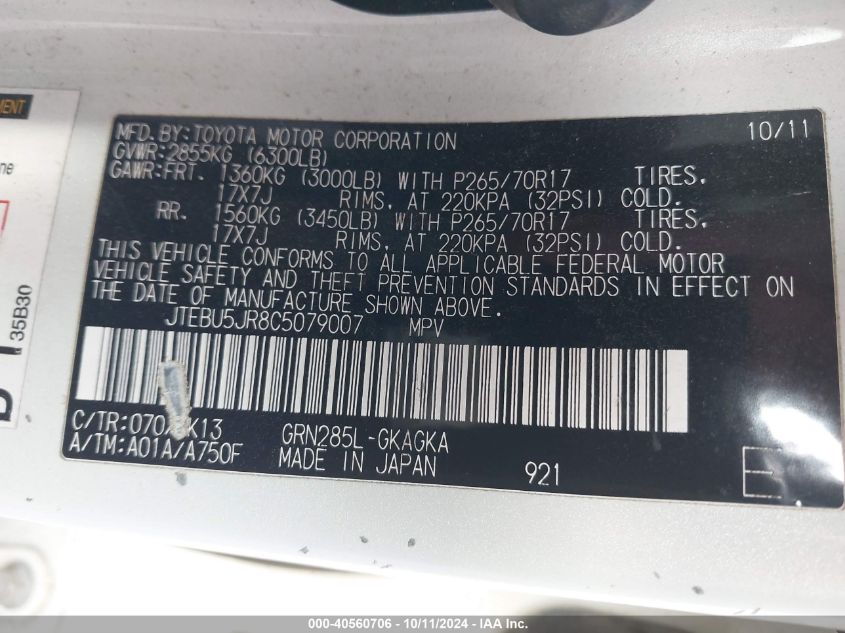 MFD. BY:TOYOTA MOTOR CORPORATION 10/11
GVWR:2855KG (6300LB)
GAWR:FRT. 1360KG (3000LB) WITH P265/70R17 TIRES,
17X7J RIMS, AT 220KPA (32PSI) COLD.
RR. 1560KG (3450LB) WITH P265/70R17 TIRES,
17X7J RIMS, AT 220KPA (32PSI) COLD.
THIS VEHICLE CONFORMS TO ALL APPLICABLE FEDERAL MOTOR
VEHICLE SAFETY AND THEFT PREVENTION STANDARDS IN EFFECT ON
THE DATE OF MANUFACTURE SHOWN ABOVE.
JTEBU5JR8C5079007 MPV
C/TR:070/ K13 GRN285L-GKAGKA
A/TM:A01A/A750F MADE IN JAPAN 921
E
35B30
000-40560706 - 10/11/2024 - IAA Inc.